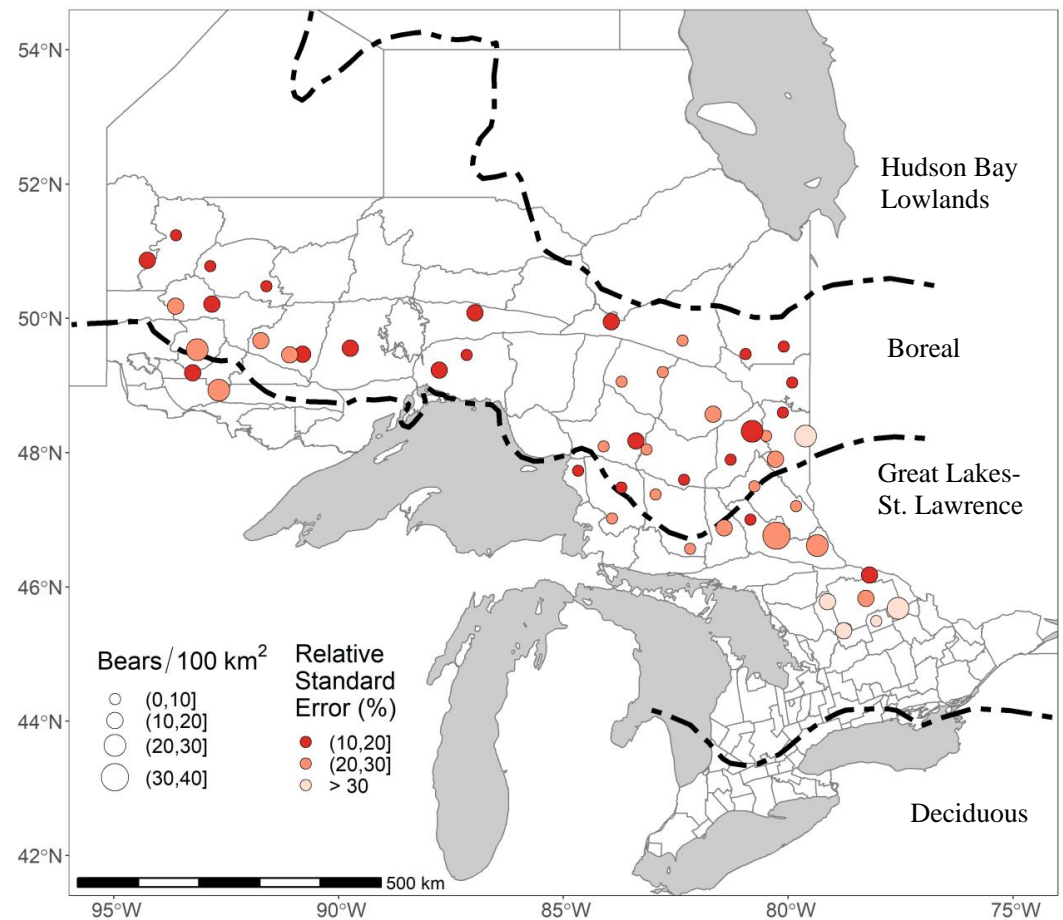 54°N
52°N
50°N
48°N
46°N
44°N
42°N
Hudson Bay
Lowlands
Boreal
Great Lakes-
St. Lawrence
Deciduous
Bears/100 km²
(0,10]
(10,20]
(20,30]
(30,40]
Relative
Standard
Error (%)
(10,20]
(20,30]
> 30
500 km
95°W
90°W
85°W
80°W
75°W